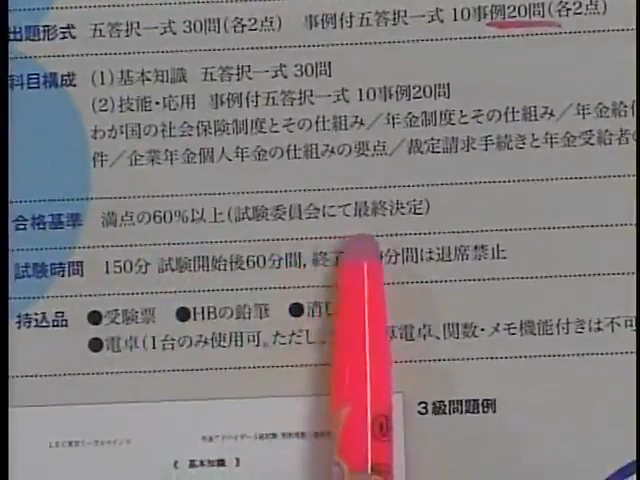 出題形式 五答択一式 30問(各2点) 事例付五答択一式 10事例20問(各2点)
科目構成 (1)基本知識 五答択一式 30問
(2)技能・応用 事例付五答択一式 10事例20問
わが国の社会保険制度とその仕組み／年金制度とその仕組み／年金給
件／企業年金個人年金の仕組みの要点／裁定請求手続きと年金受給者
合格基準 満点の60%以上(試験委員会にて最終決定)
試験時間 150分 試験開始後60分間, 終 分間は退席禁止
持込品 ●受験票 ●HBの鉛筆 ●消し
●電卓(1台のみ使用可。ただし、 電卓、関数・メモ機能付きは不可
3級問題例
《 基本知識 》